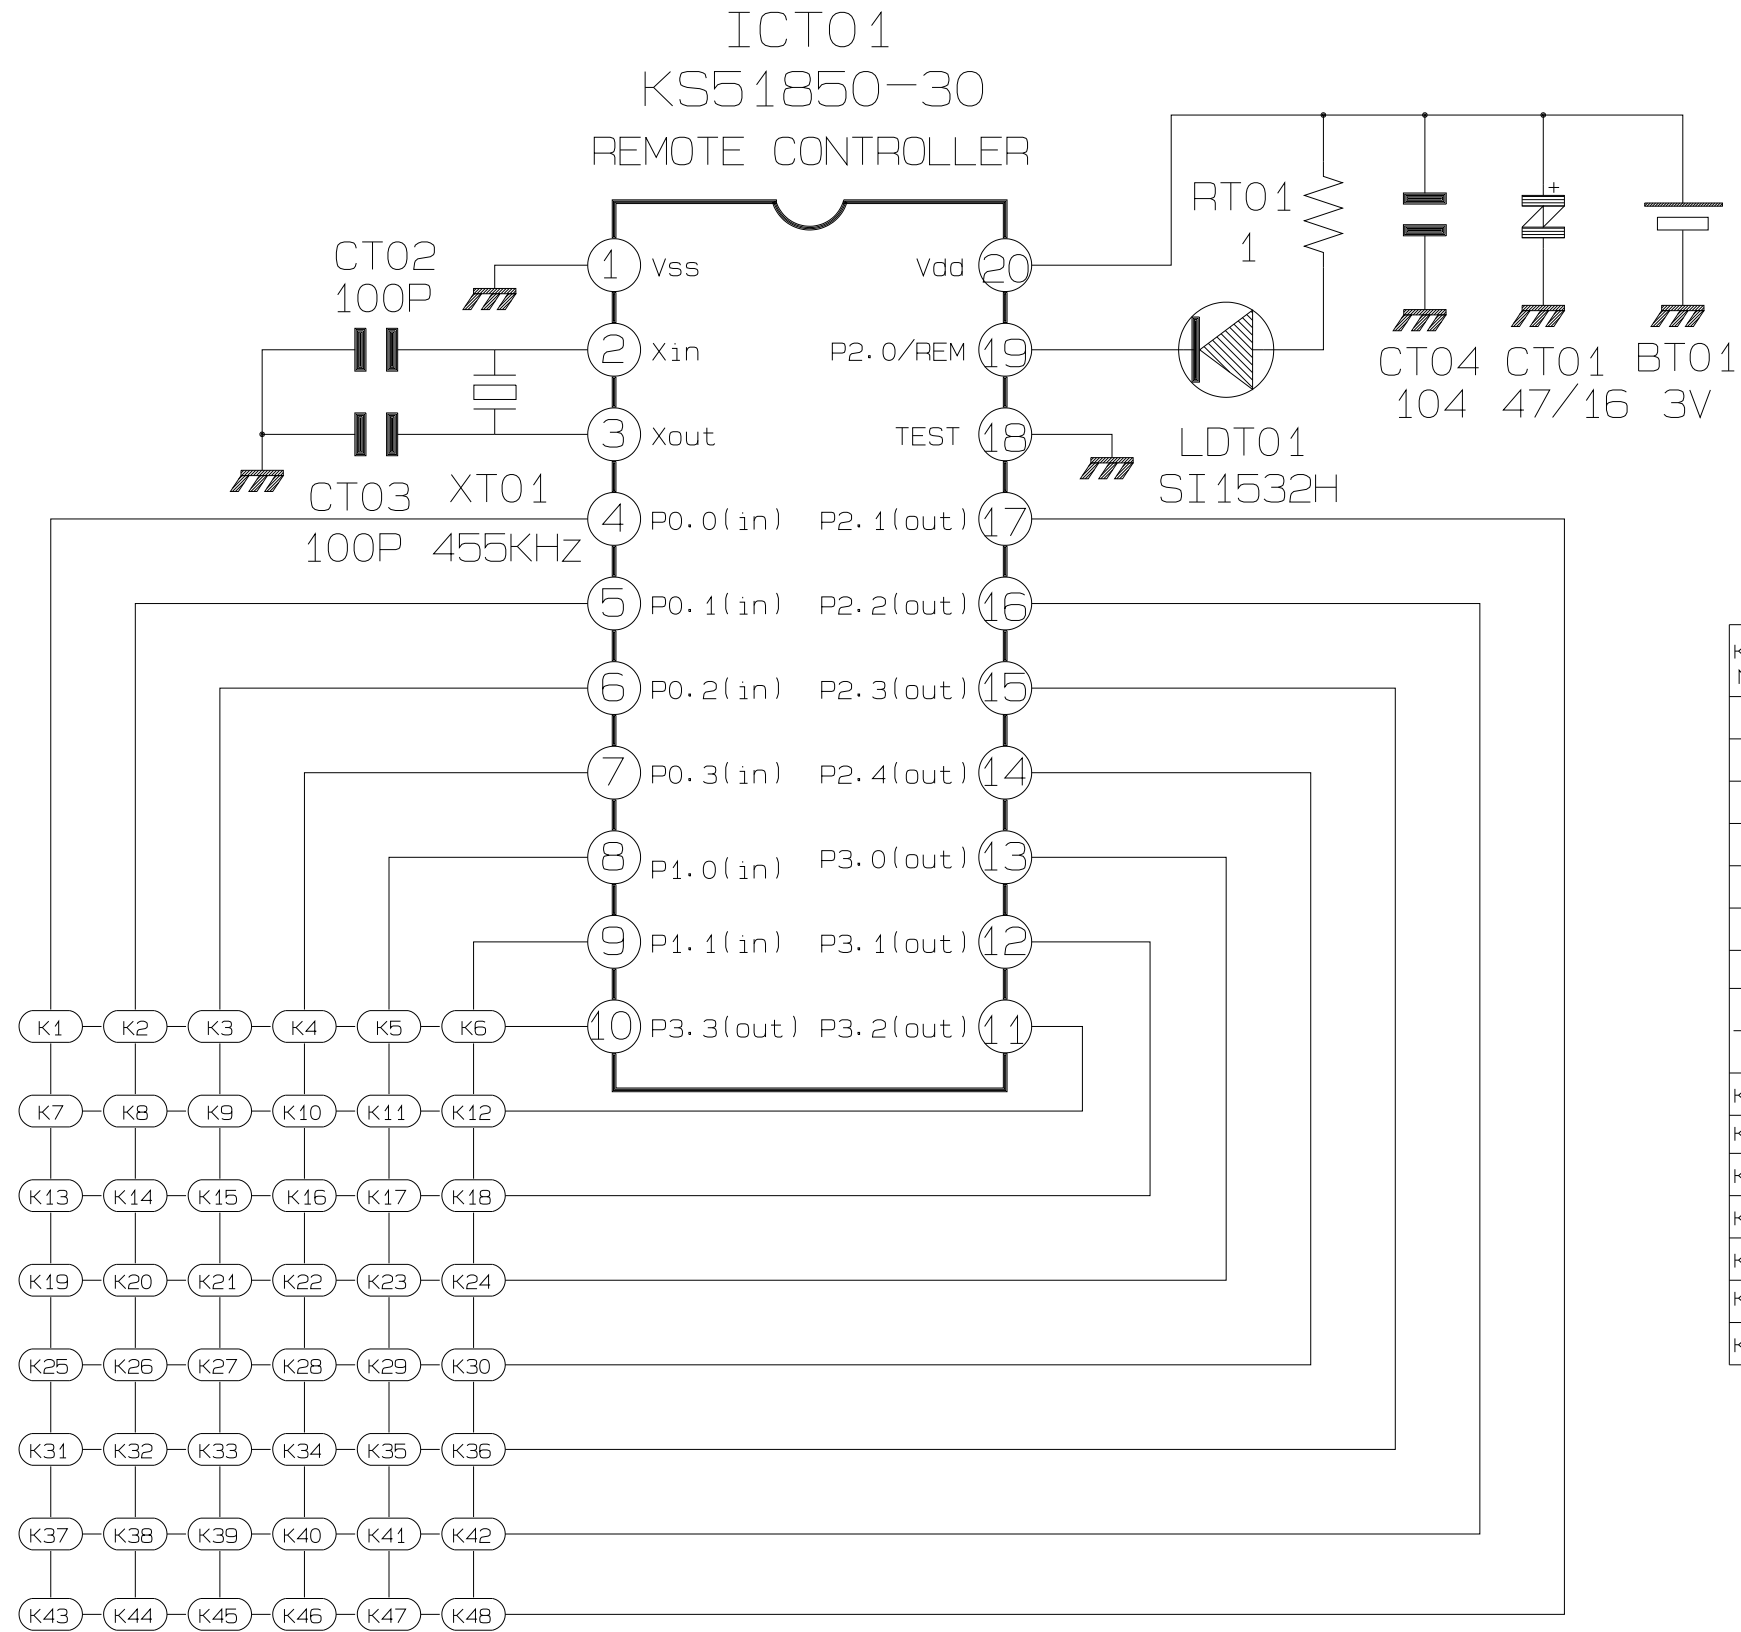 ICT01
KS51850-30
REMOTE CONTROLLER
CT02
100P
CT03
100P
XT01
455KHz
1 Vss
2 Xin
3 Xout
4 P0.0(in)
5 P0.1(in)
6 P0.2(in)
7 P0.3(in)
8 P1.0(in)
9 P1.1(in)
10 P3.3(out)
Vdd 20
P2.0/REM 19
TEST 18
P2.1(out) 17
P2.2(out) 16
P2.3(out) 15
P2.4(out) 14
P3.0(out) 13
P3.1(out) 12
P3.2(out) 11
RT01
1
LDT01
SI1532H
CT04
104
+
CT01
47/16
BT01
3V
K1 K2 K3 K4 K5 K6
K7 K8 K9 K10 K11 K12
K13 K14 K15 K16 K17 K18
K19 K20 K21 K22 K23 K24
K25 K26 K27 K28 K29 K30
K31 K32 K33 K34 K35 K36
K37 K38 K39 K40 K41 K42
K43 K44 K45 K46 K47 K48